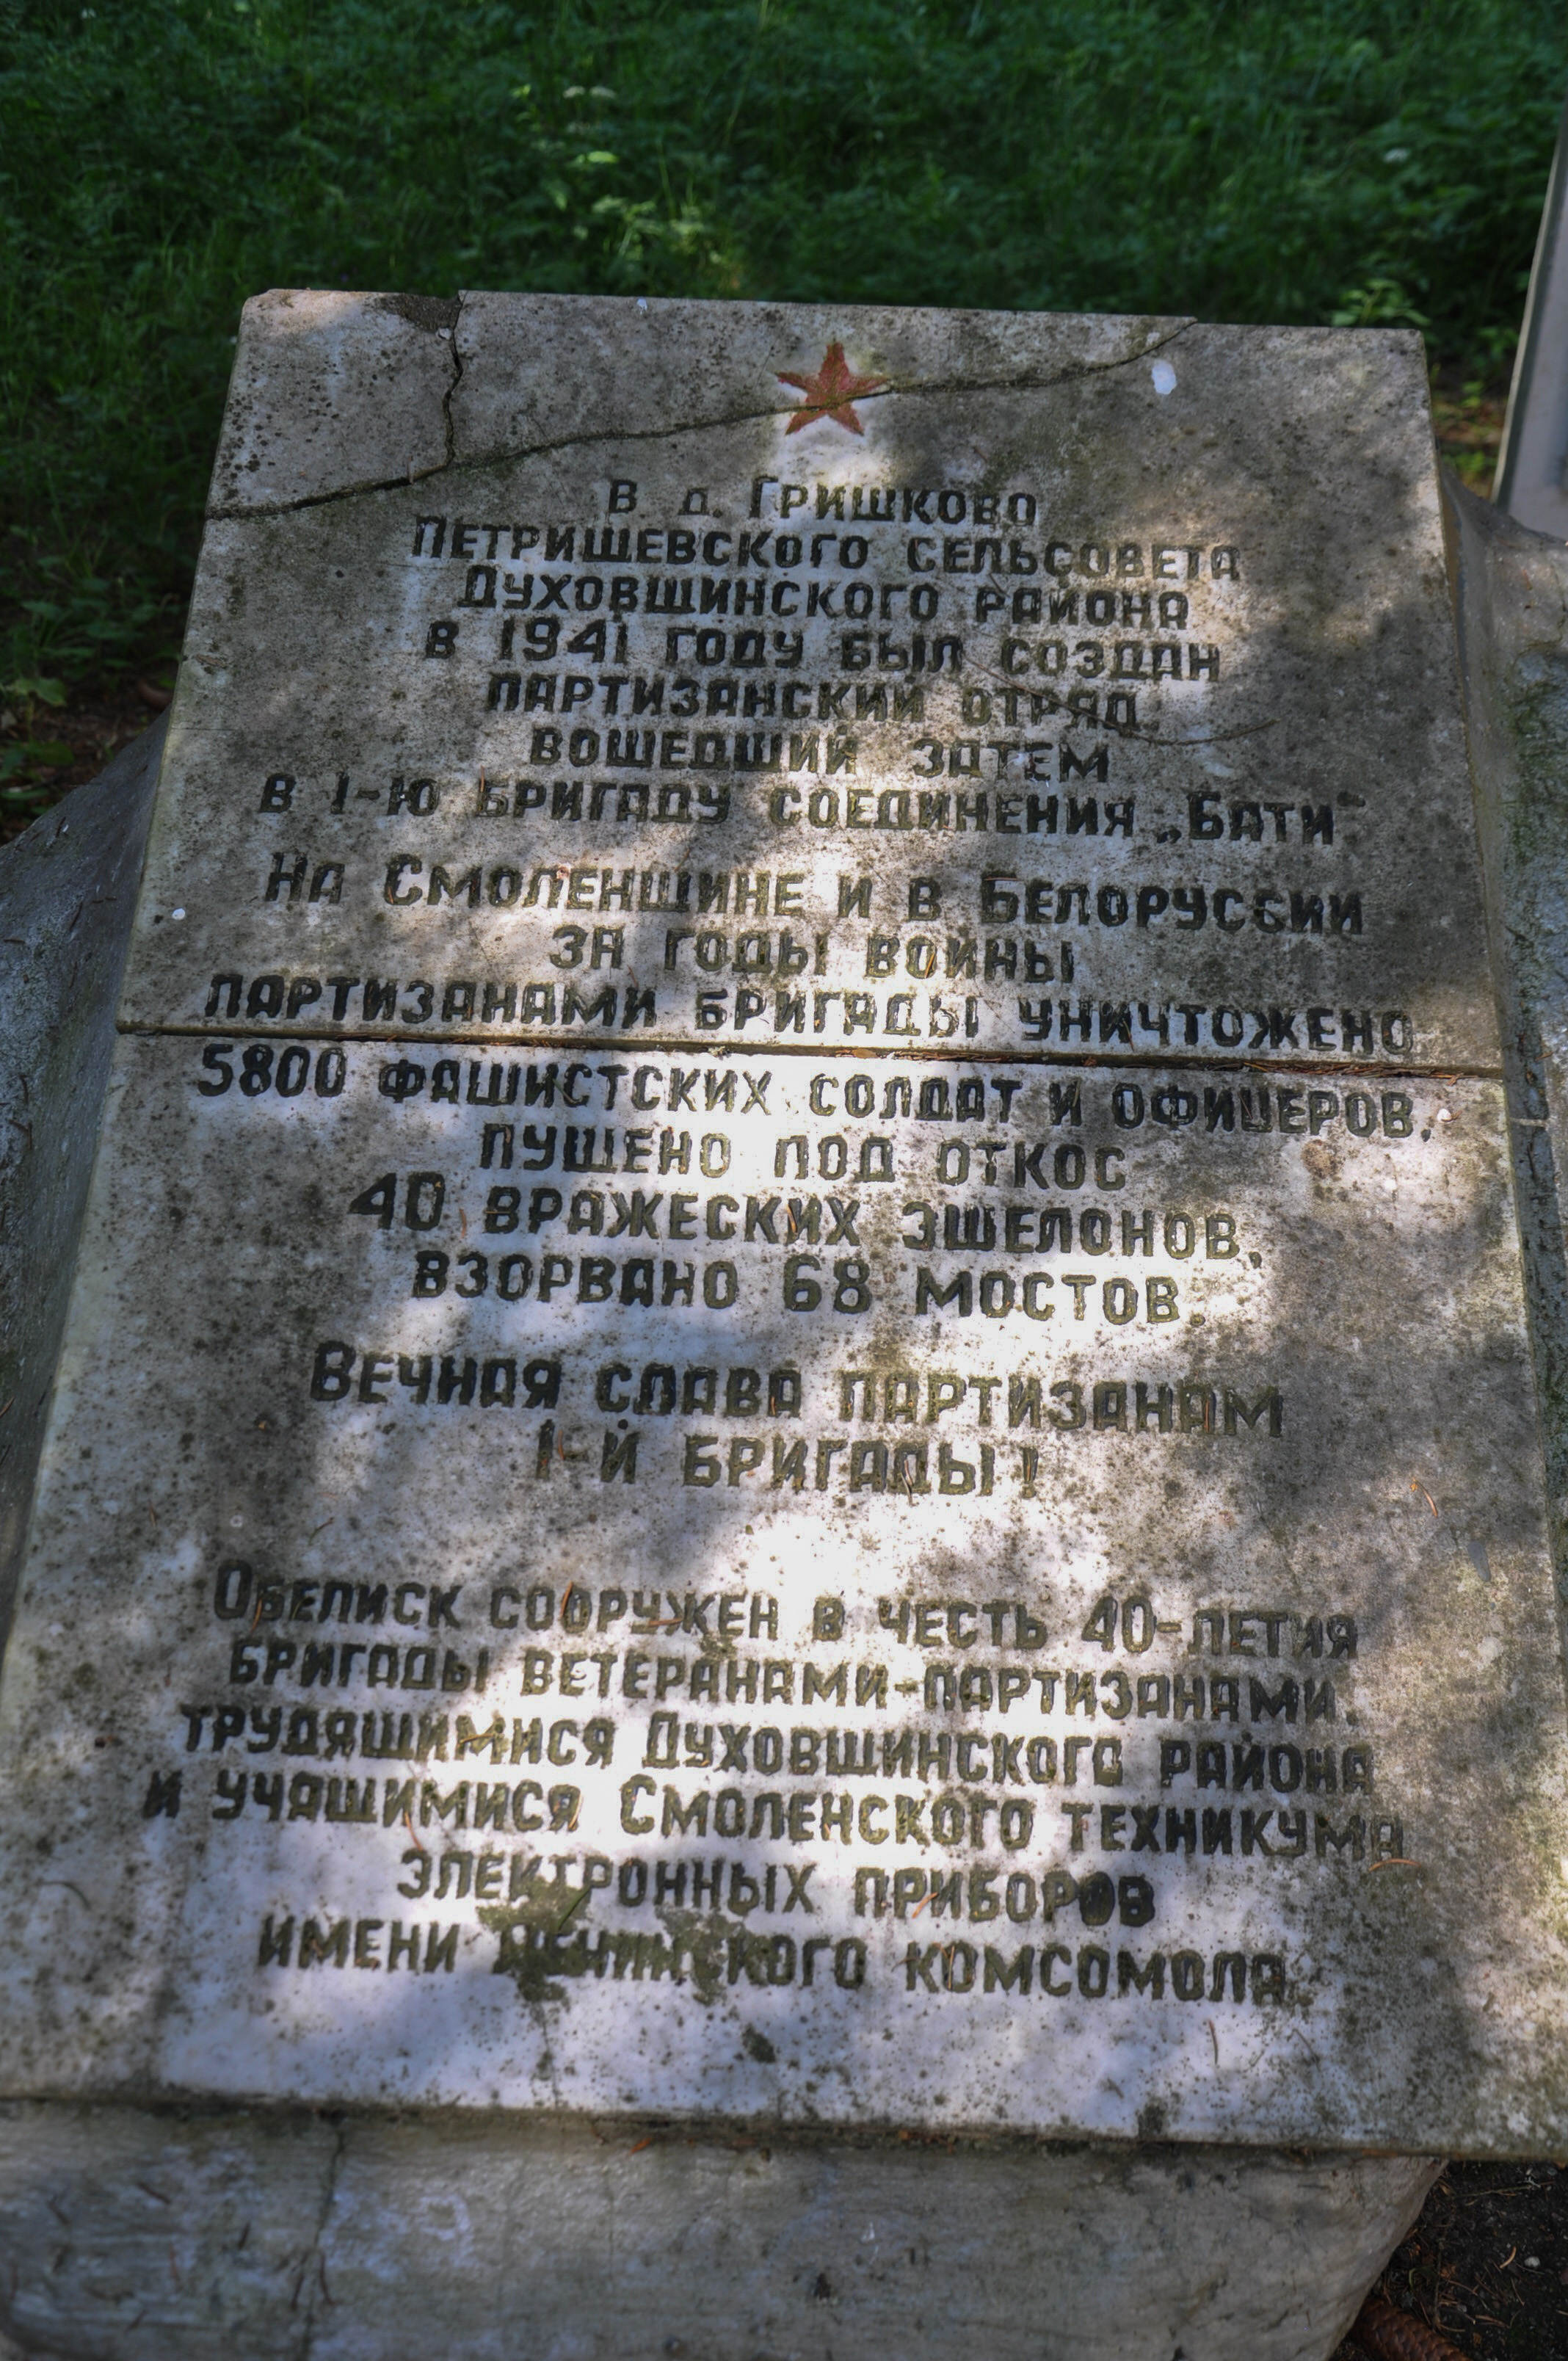 В д. Гришково
Петрищевского сельсовета
Духовщинского района
в 1941 году был создан
партизанский отряд,
вошедший затем
в 1-ю бригаду соединения „Бати“
На Смоленщине и в Белоруссии
за годы войны
партизанами бригады уничтожено
5800 фашистских солдат и офицеров,
пущено под откос
40 вражеских эшелонов,
взорвано 68 мостов.
Вечная слава партизанам
1-й бригады!
Обелиск сооружен в честь 40-летия
бригады ветеранами-партизанами,
трудящимися Духовщинского района
и учащимися Смоленского техникума
электронных приборов
имени Ленинского комсомола